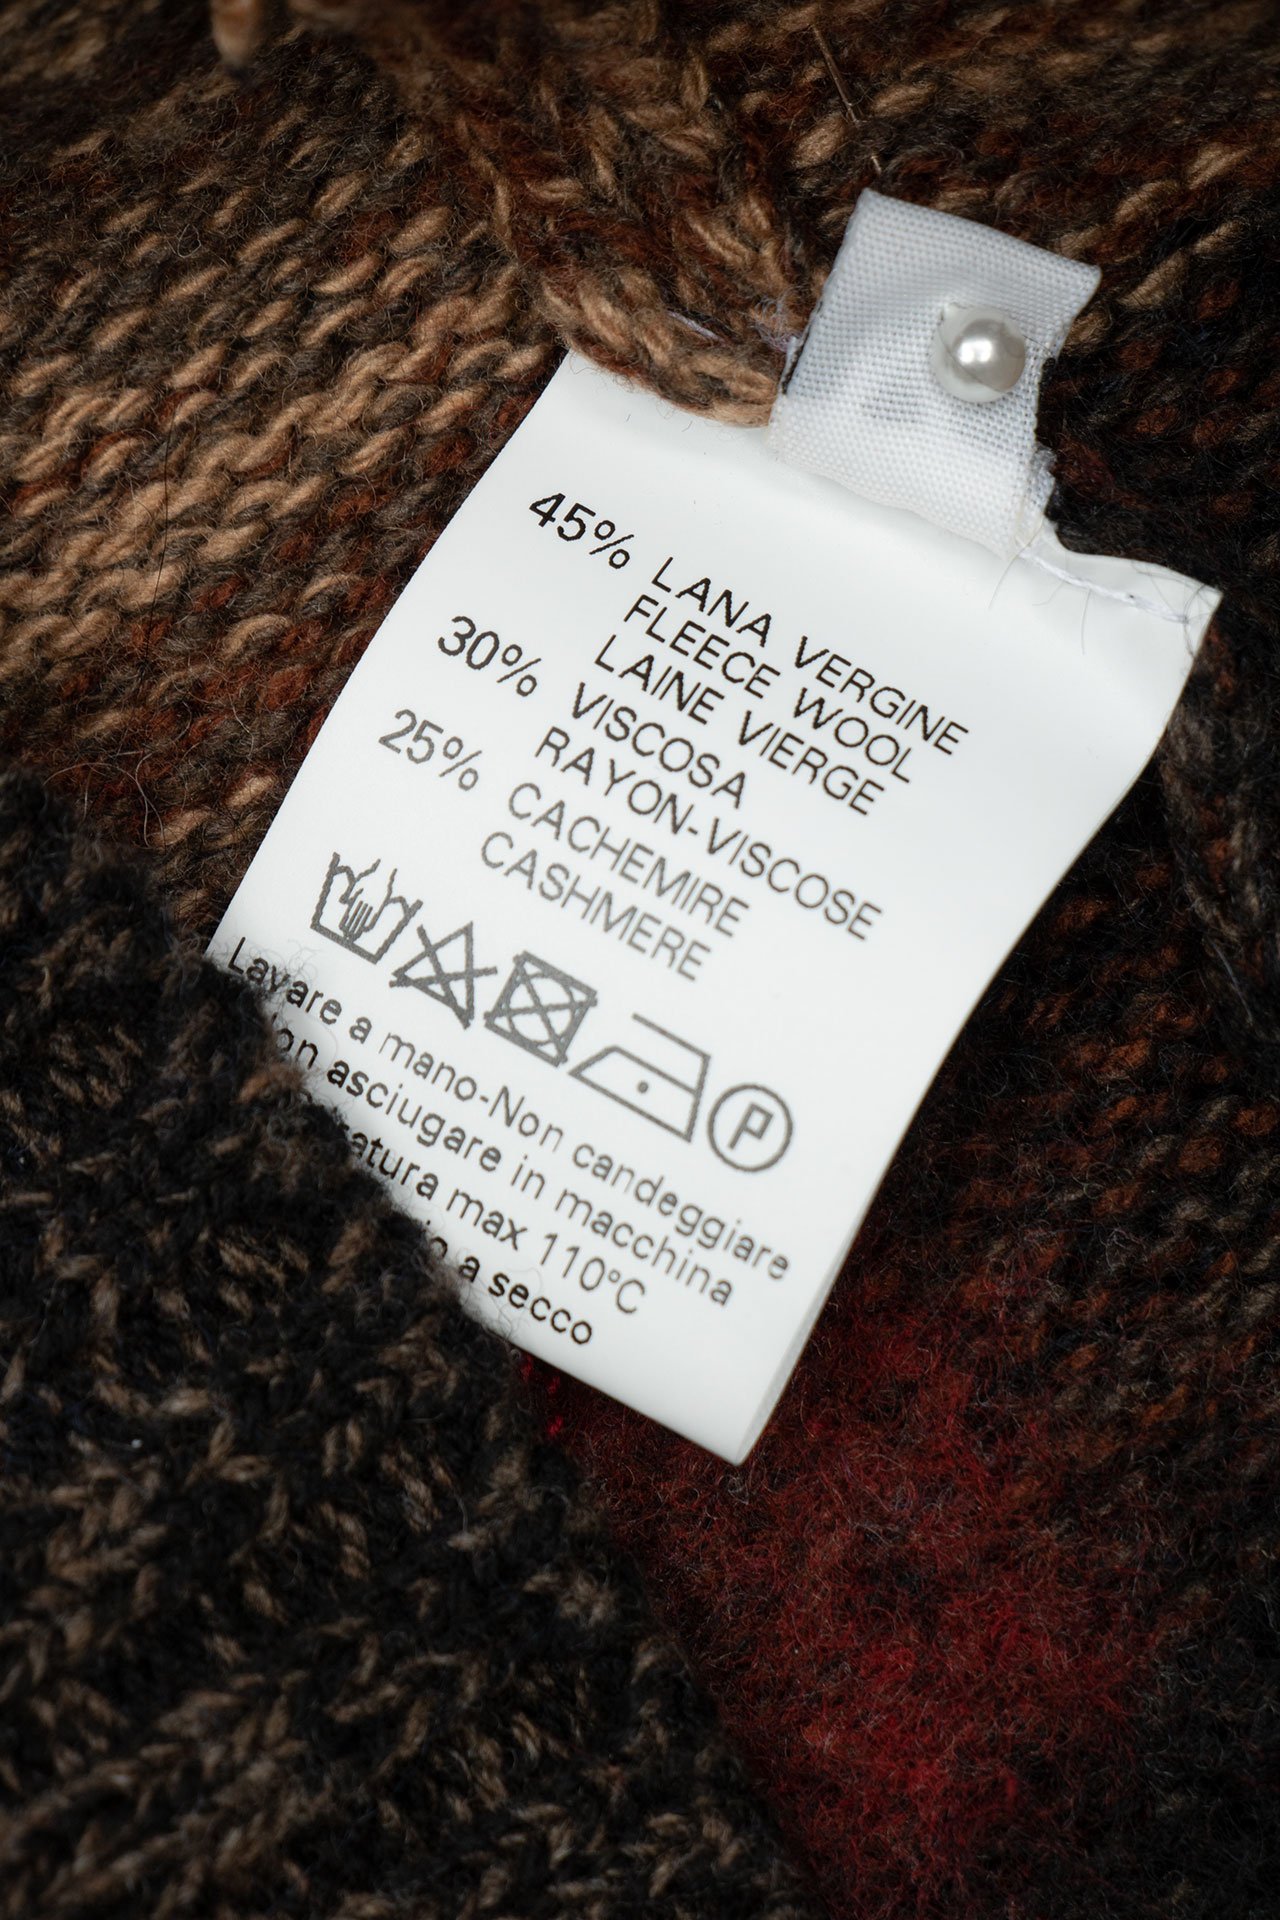 45% LANA VERGINE
FLEECE WOOL
LAINE VIERGE
30% VISCOSA
RAYON-VISCOSE
25% CACHEMIRE
CASHMERE
P
Lavare a mano-Non candeggiare
asciugare in macchina
max 110°C
a secco